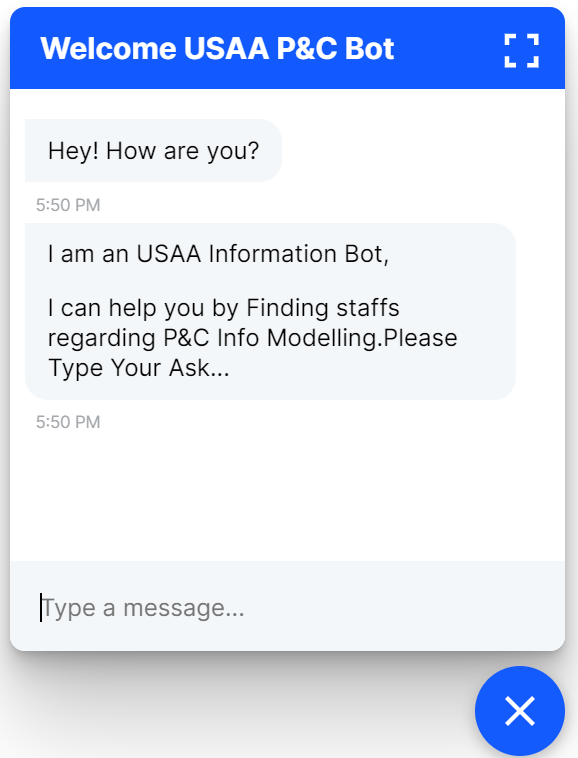 Welcome USAA P&C Bot
Hey! How are you?
5:50 PM
I am an USAA Information Bot,
I can help you by Finding staffs
regarding P&C Info Modelling.Please
Type Your Ask...
5:50 PM
Type a message...